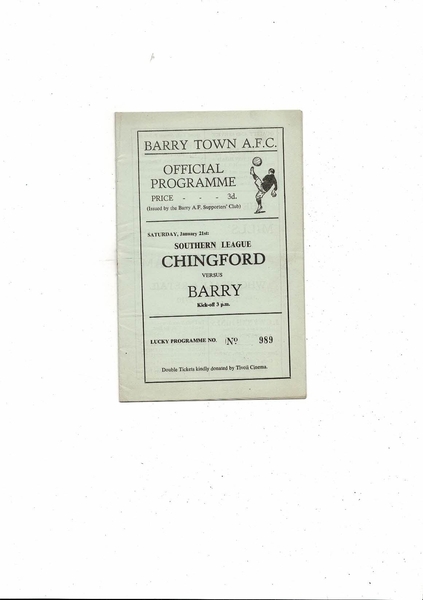 BARRY TOWN A.F.C.
OFFICIAL
PROGRAMME
PRICE - - - 3d.
(Issued by the Barry A.F. Supporters' Club)
SATURDAY, January 21st:
SOUTHERN LEAGUE
CHINGFORD
VERSUS
BARRY
Kick-off 3 p.m.
LUCKY PROGRAMME NO. No 989
Double Tickets kindly donated by Tivoli Cinema.